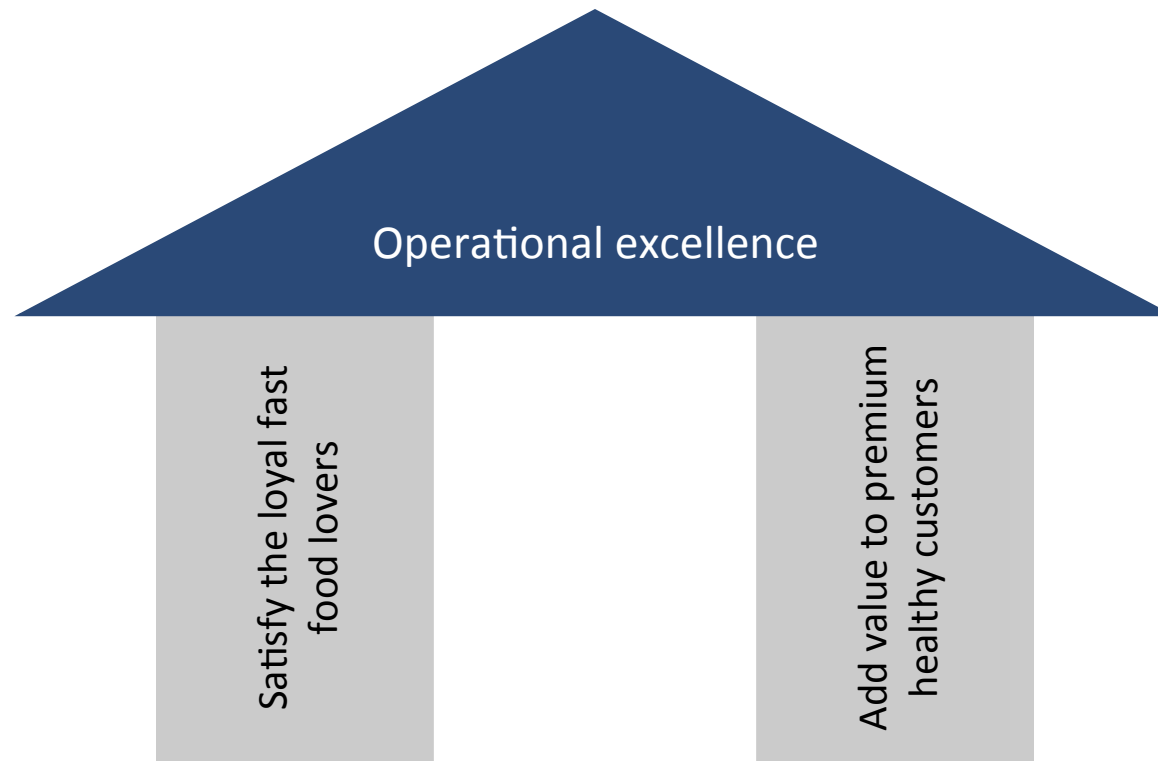 Operational excellence
Satisfy the loyal fast
food lovers
Add value to premium
healthy customers